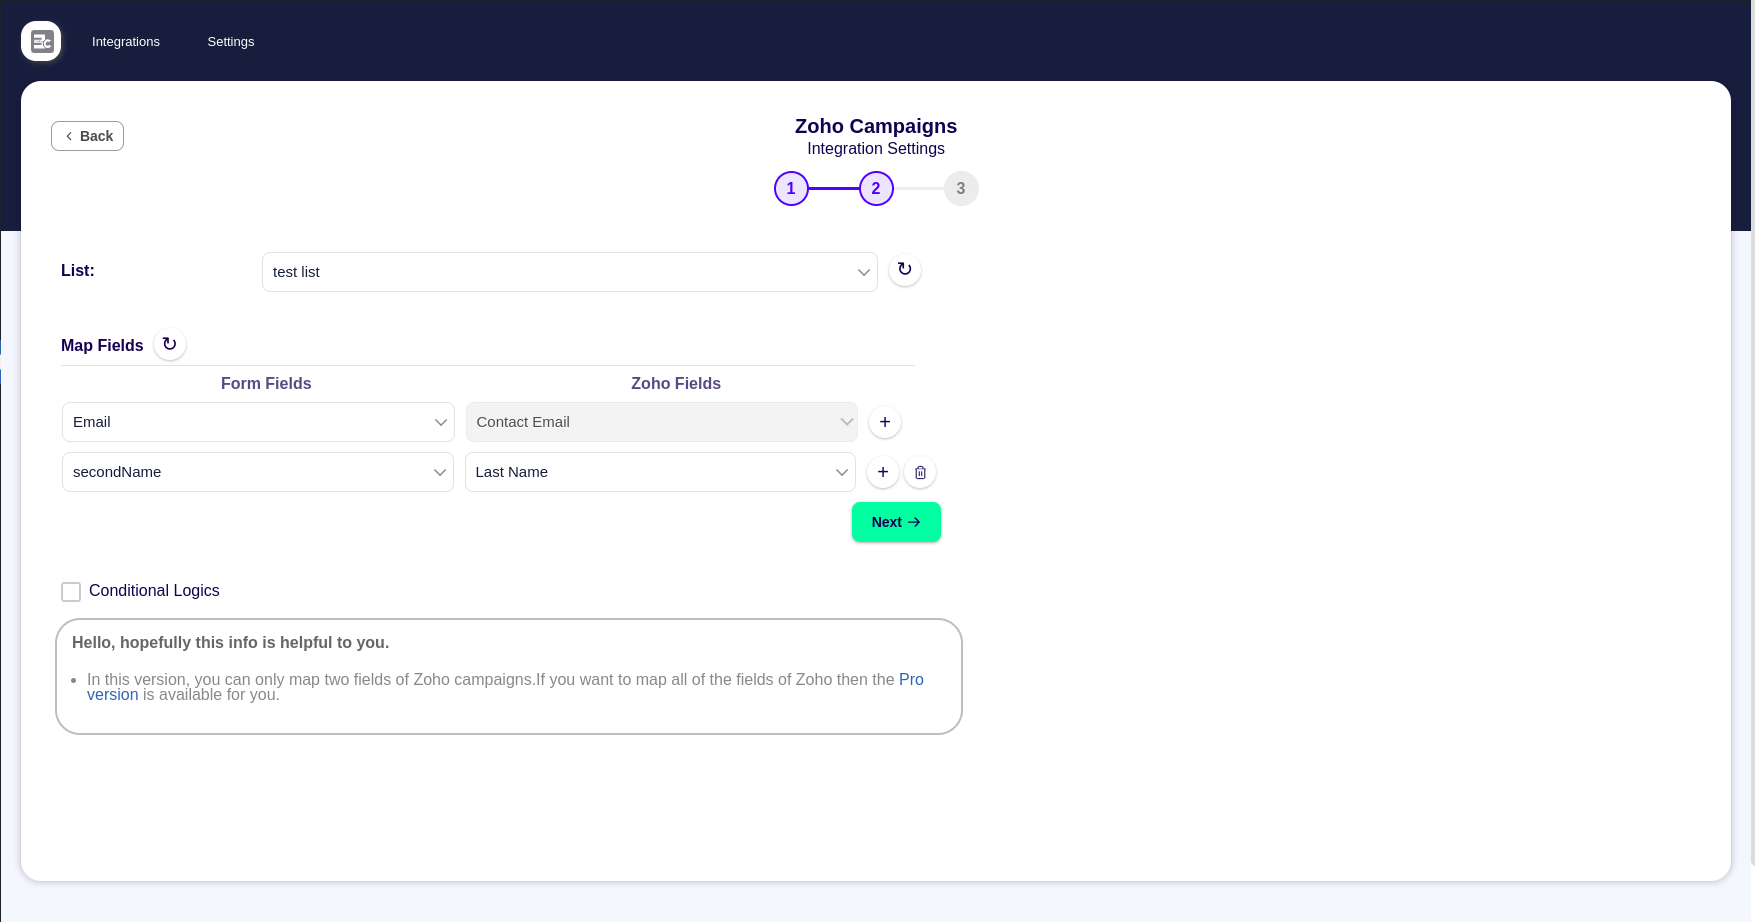 Integrations Settings
Back
Zoho Campaigns
Integration Settings
1 2 3
List:
test list
Map Fields
Form Fields Zoho Fields
Email Contact Email +
secondName Last Name +
Next →
Conditional Logics
Hello, hopefully this info is helpful to you.
• In this version, you can only map two fields of Zoho campaigns.If you want to map all of the fields of Zoho then the Pro
version is available for you.